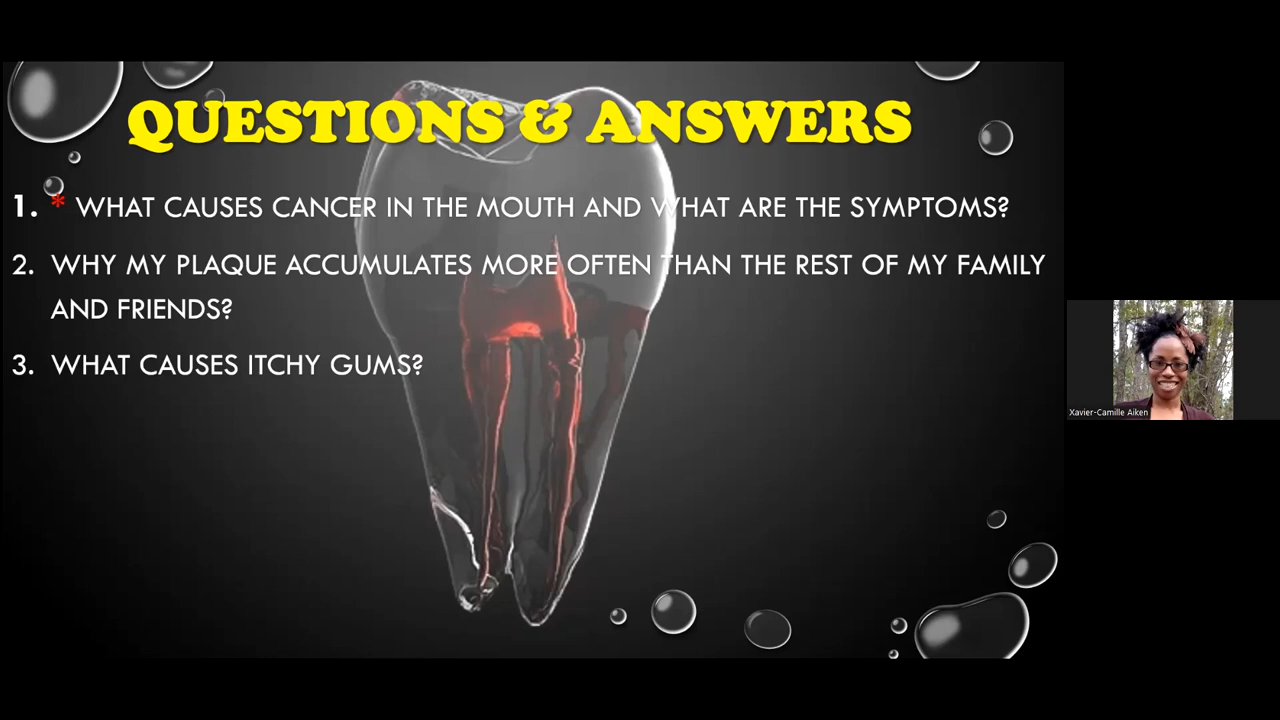 QUESTIONS & ANSWERS
1. * WHAT CAUSES CANCER IN THE MOUTH AND WHAT ARE THE SYMPTOMS?
2. WHY MY PLAQUE ACCUMULATES MORE OFTEN THAN THE REST OF MY FAMILY
AND FRIENDS?
3. WHAT CAUSES ITCHY GUMS?
Xavier-Camille Aiken